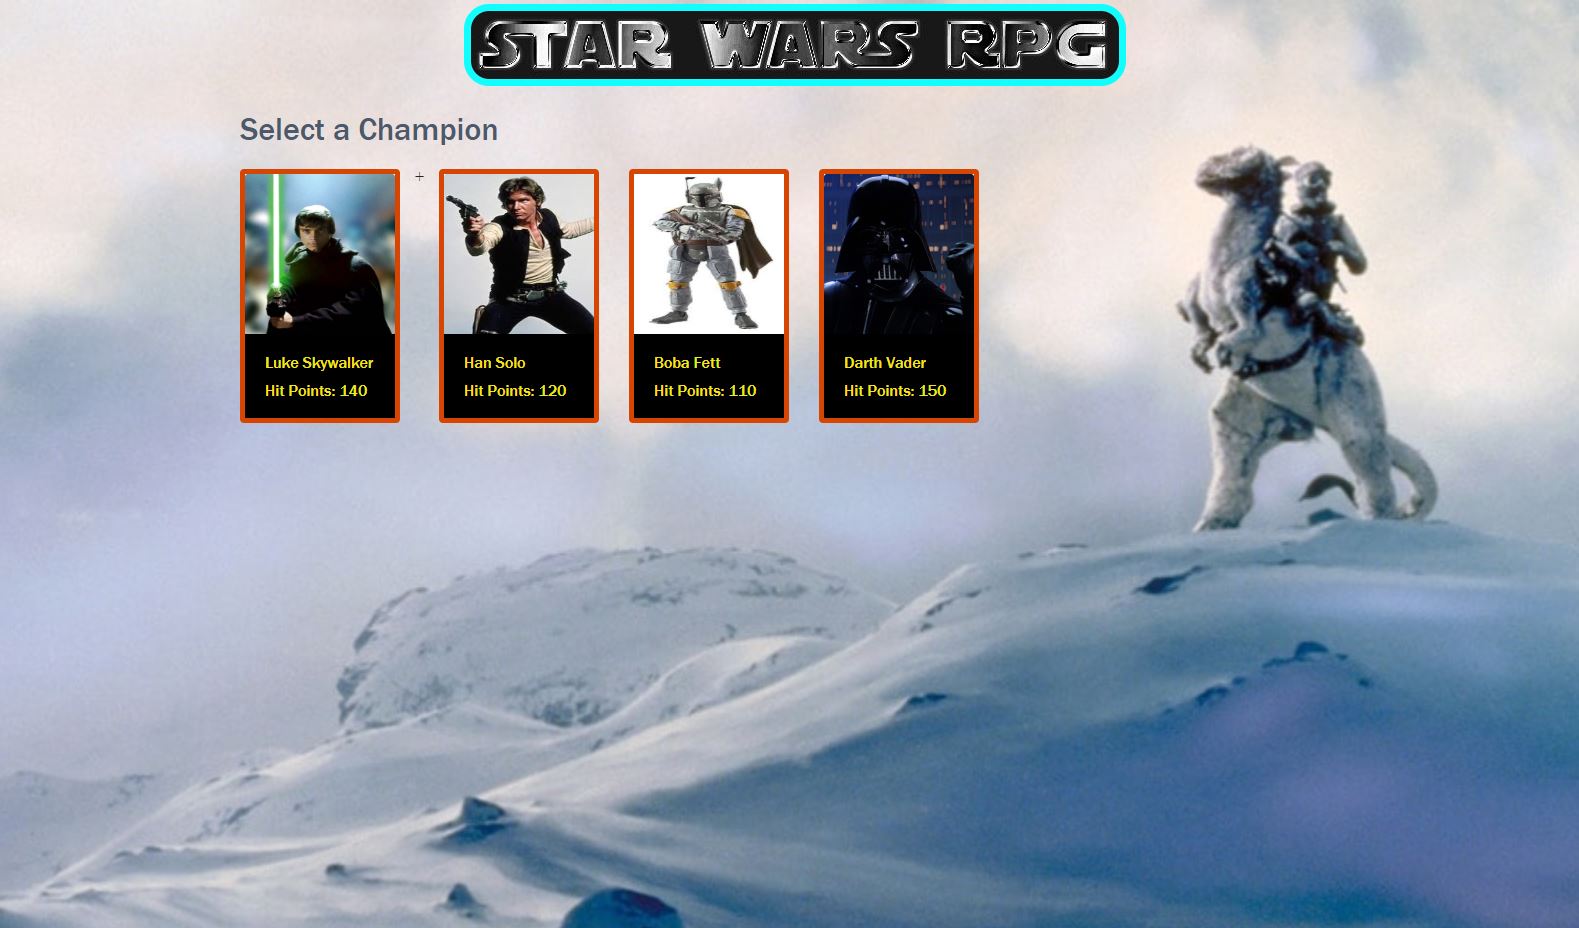 STAR WARS RPG
Select a Champion
+
Luke Skywalker
Hit Points: 140
Han Solo
Hit Points: 120
Boba Fett
Hit Points: 110
Darth Vader
Hit Points: 150